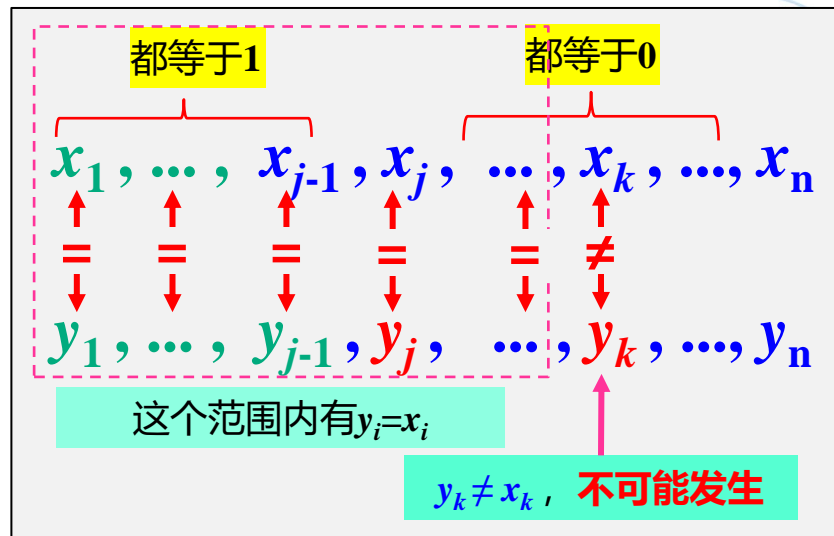 都等于1 都等于0
x₁, ..., xⱼ₋₁, xⱼ, ..., xₖ, ..., xₙ
= = = = = ≠
y₁, ..., yⱼ₋₁, yⱼ, ..., yₖ, ..., yₙ
这个范围内有yᵢ=xᵢ
yₖ ≠ xₖ, 不可能发生